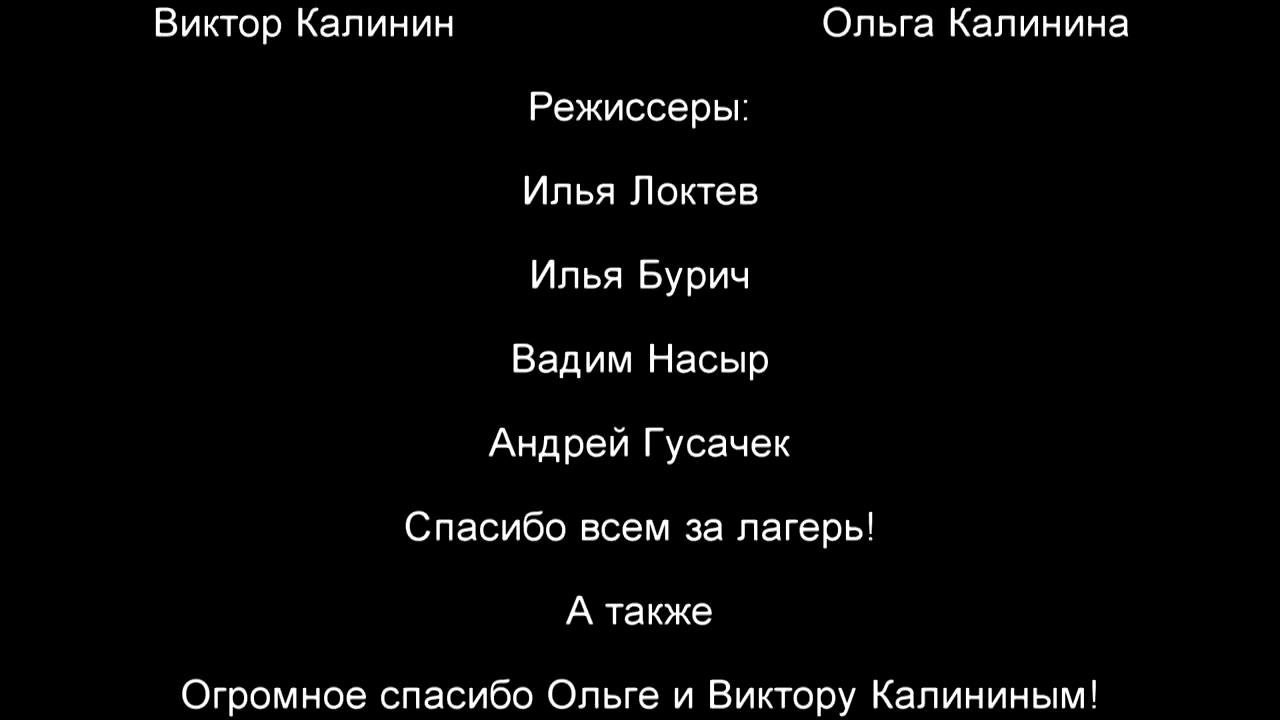 Виктор Калинин Ольга Калинина
Режиссеры:
Илья Локтев
Илья Бурич
Вадим Насыр
Андрей Гусачек
Спасибо всем за лагерь!
А также
Огромное спасибо Ольге и Виктору Калининым!